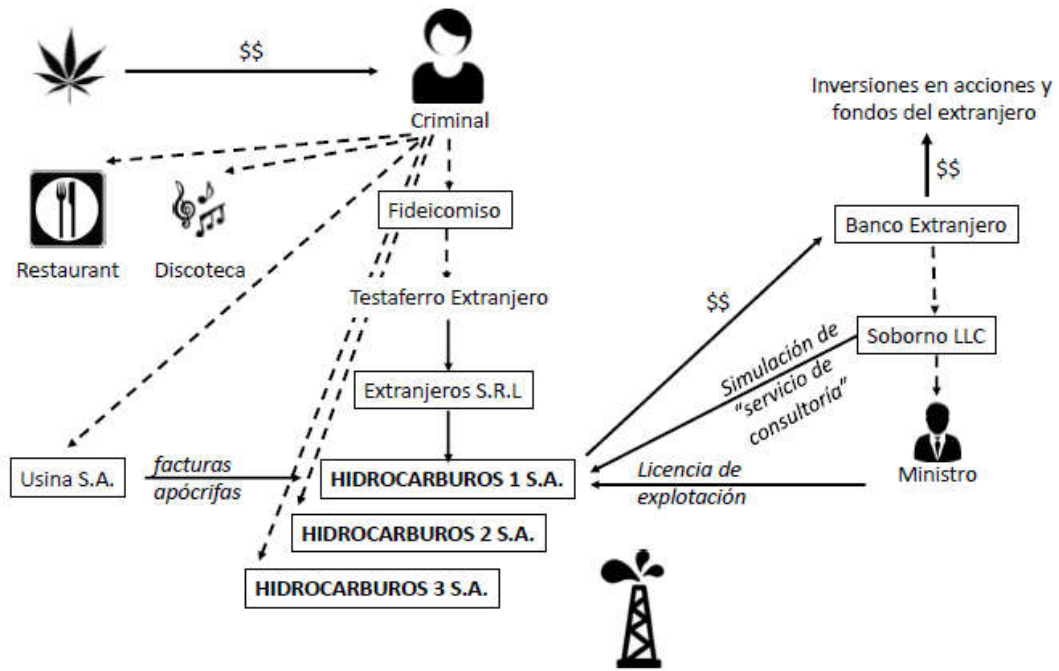 $$
Criminal
Inversiones en acciones y
fondos del extranjero
$$
Restaurant
Discoteca
Fideicomiso
Banco Extranjero
Testaferro Extranjero
$$
Soborno LLC
Simulación de
“servicio de
consultoría”
Extranjeros S.R.L
Usina S.A.
facturas
apócrifas
HIDROCARBUROS 1 S.A.
Licencia de
explotación
Ministro
HIDROCARBUROS 2 S.A.
HIDROCARBUROS 3 S.A.